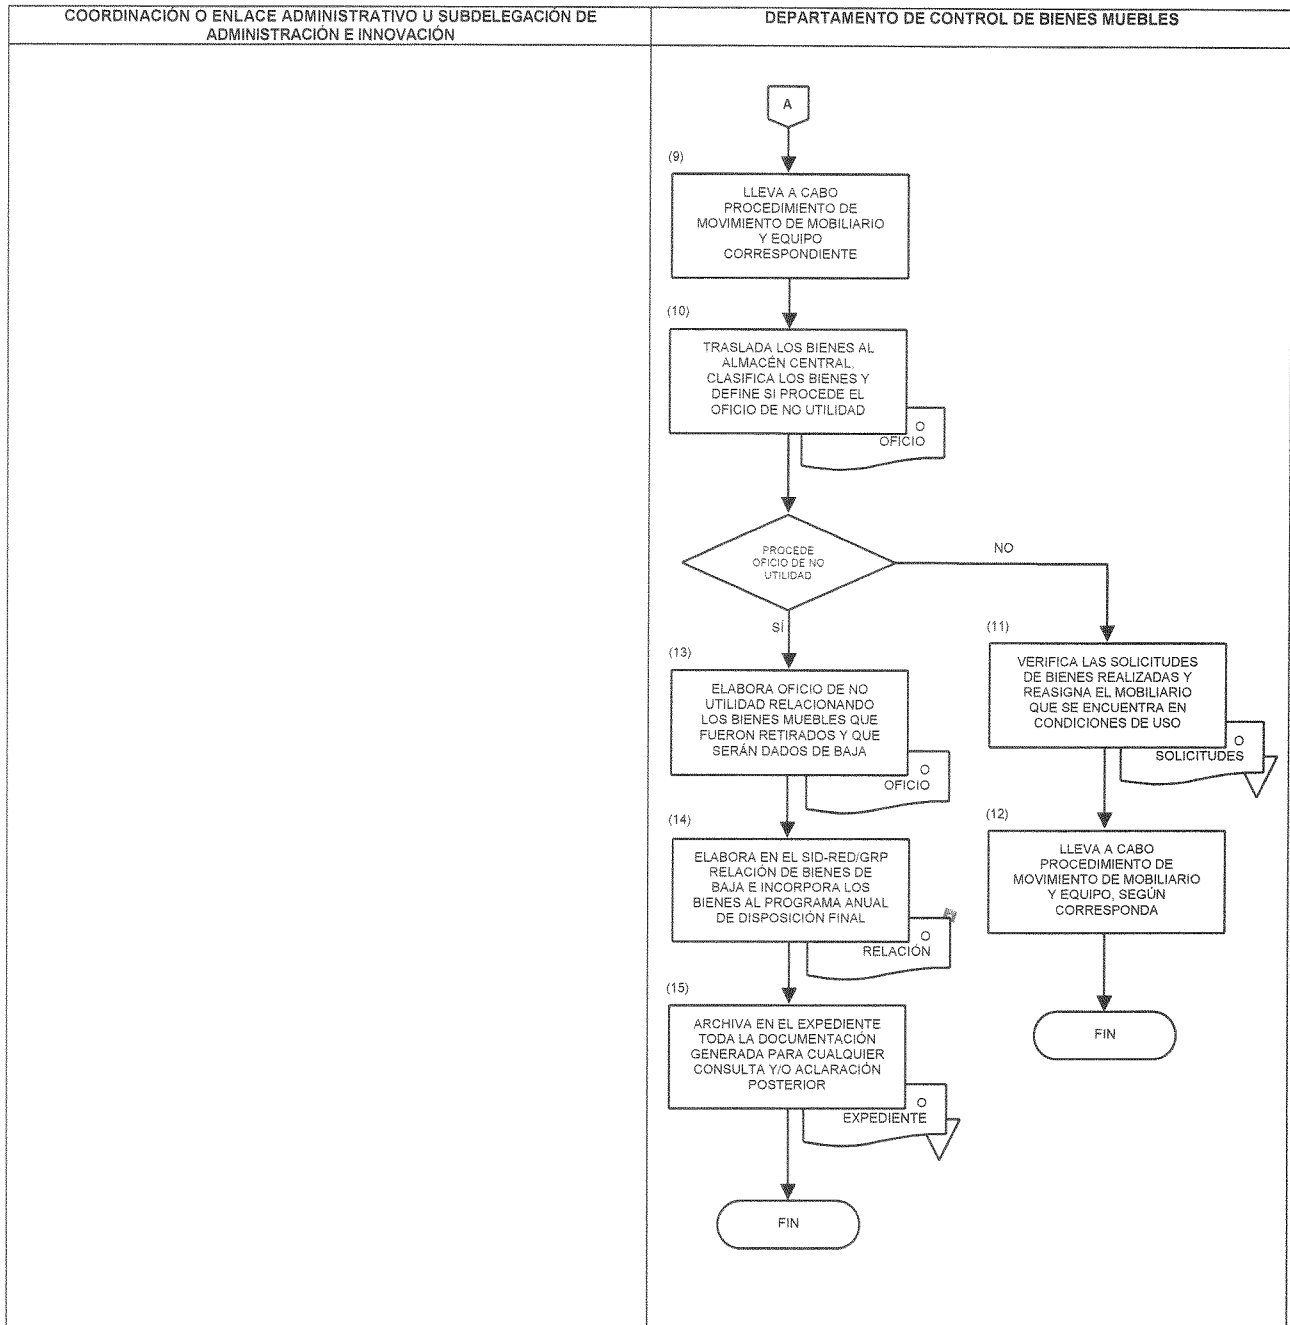 COORDINACIÓN O ENLACE ADMINISTRATIVO U SUBDELEGACIÓN DE
ADMINISTRACIÓN E INNOVACIÓN
DEPARTAMENTO DE CONTROL DE BIENES MUEBLES
A
(9)
LLEVA A CABO
PROCEDIMIENTO DE
MOVIMIENTO DE MOBILIARIO
Y EQUIPO
CORRESPONDIENTE
(10)
TRASLADA LOS BIENES AL
ALMACÉN CENTRAL,
CLASIFICA LOS BIENES Y
DEFINE SI PROCEDE EL
OFICIO DE NO UTILIDAD
O
OFICIO
PROCEDE
OFICIO DE NO
UTILIDAD
NO
SÍ
(11)
VERIFICA LAS SOLICITUDES
DE BIENES REALIZADAS Y
REASIGNA EL MOBILIARIO
QUE SE ENCUENTRA EN
CONDICIONES DE USO
O
SOLICITUDES
(12)
LLEVA A CABO
PROCEDIMIENTO DE
MOVIMIENTO DE MOBILIARIO
Y EQUIPO, SEGÚN
CORRESPONDA
FIN
(13)
ELABORA OFICIO DE NO
UTILIDAD RELACIONANDO
LOS BIENES MUEBLES QUE
FUERON RETIRADOS Y QUE
SERÁN DADOS DE BAJA
O
OFICIO
(14)
ELABORA EN EL SID-RED/GRP
RELACIÓN DE BIENES DE
BAJA E INCORPORA LOS
BIENES AL PROGRAMA ANUAL
DE DISPOSICIÓN FINAL
O
RELACIÓN
(15)
ARCHIVA EN EL EXPEDIENTE
TODA LA DOCUMENTACIÓN
GENERADA PARA CUALQUIER
CONSULTA Y/O ACLARACIÓN
POSTERIOR
O
EXPEDIENTE
FIN